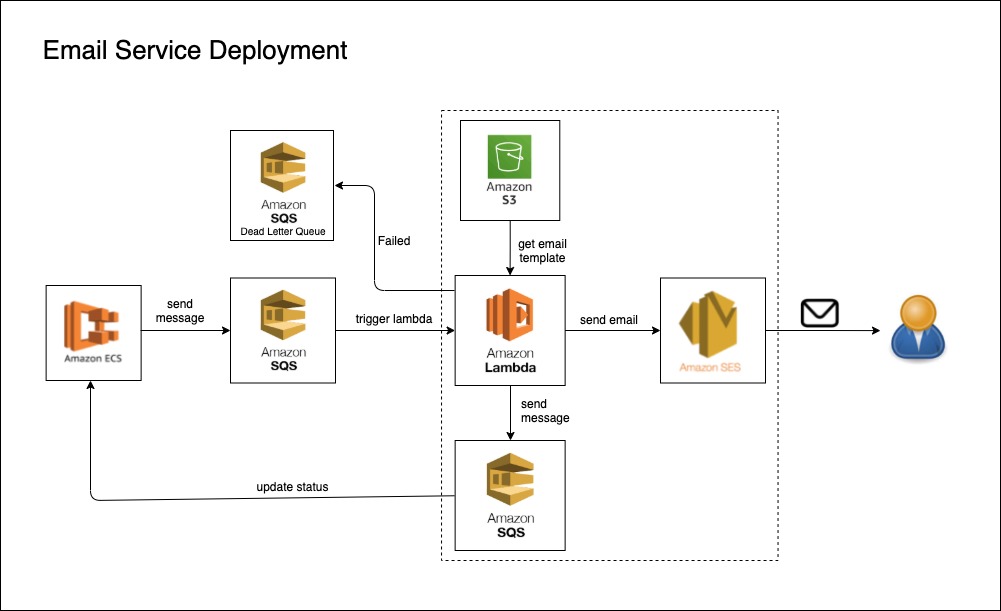 Email Service Deployment
Amazon
S3
Amazon
SQS
Dead Letter Queue
Failed
get email
template
send
message
trigger lambda
send email
Amazon ECS
Amazon
SQS
Amazon
Lambda
Amazon SES
send
message
update status
Amazon
SQS